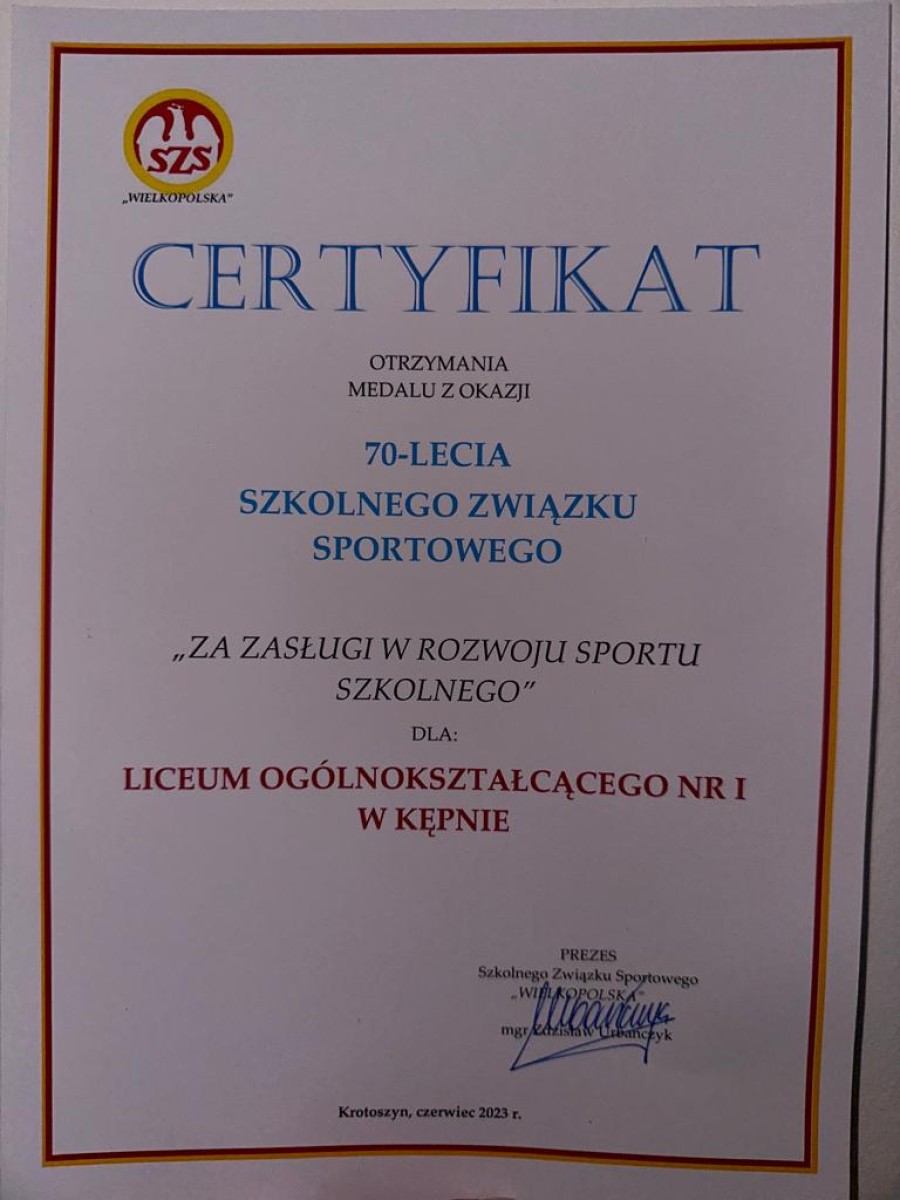 SZS
„WIELKOPOLSKA”
CERTYFIKAT
OTRZYMANIA
MEDALU Z OKAZJI
70-LECIA
SZKOLNEGO ZWIĄZKU
SPORTOWEGO
„ZA ZASŁUGI W ROZWOJU SPORTU
SZKOLNEGO”
DLA:
LICEUM OGÓLNOKSZTAŁCĄCEGO NR I
W KĘPNIE
PREZES
Szkolnego Związku Sportowego
„WIELKOPOLSKA”
mgr Zdzisław Urbańczyk
Krotoszyn, czerwiec 2023 r.